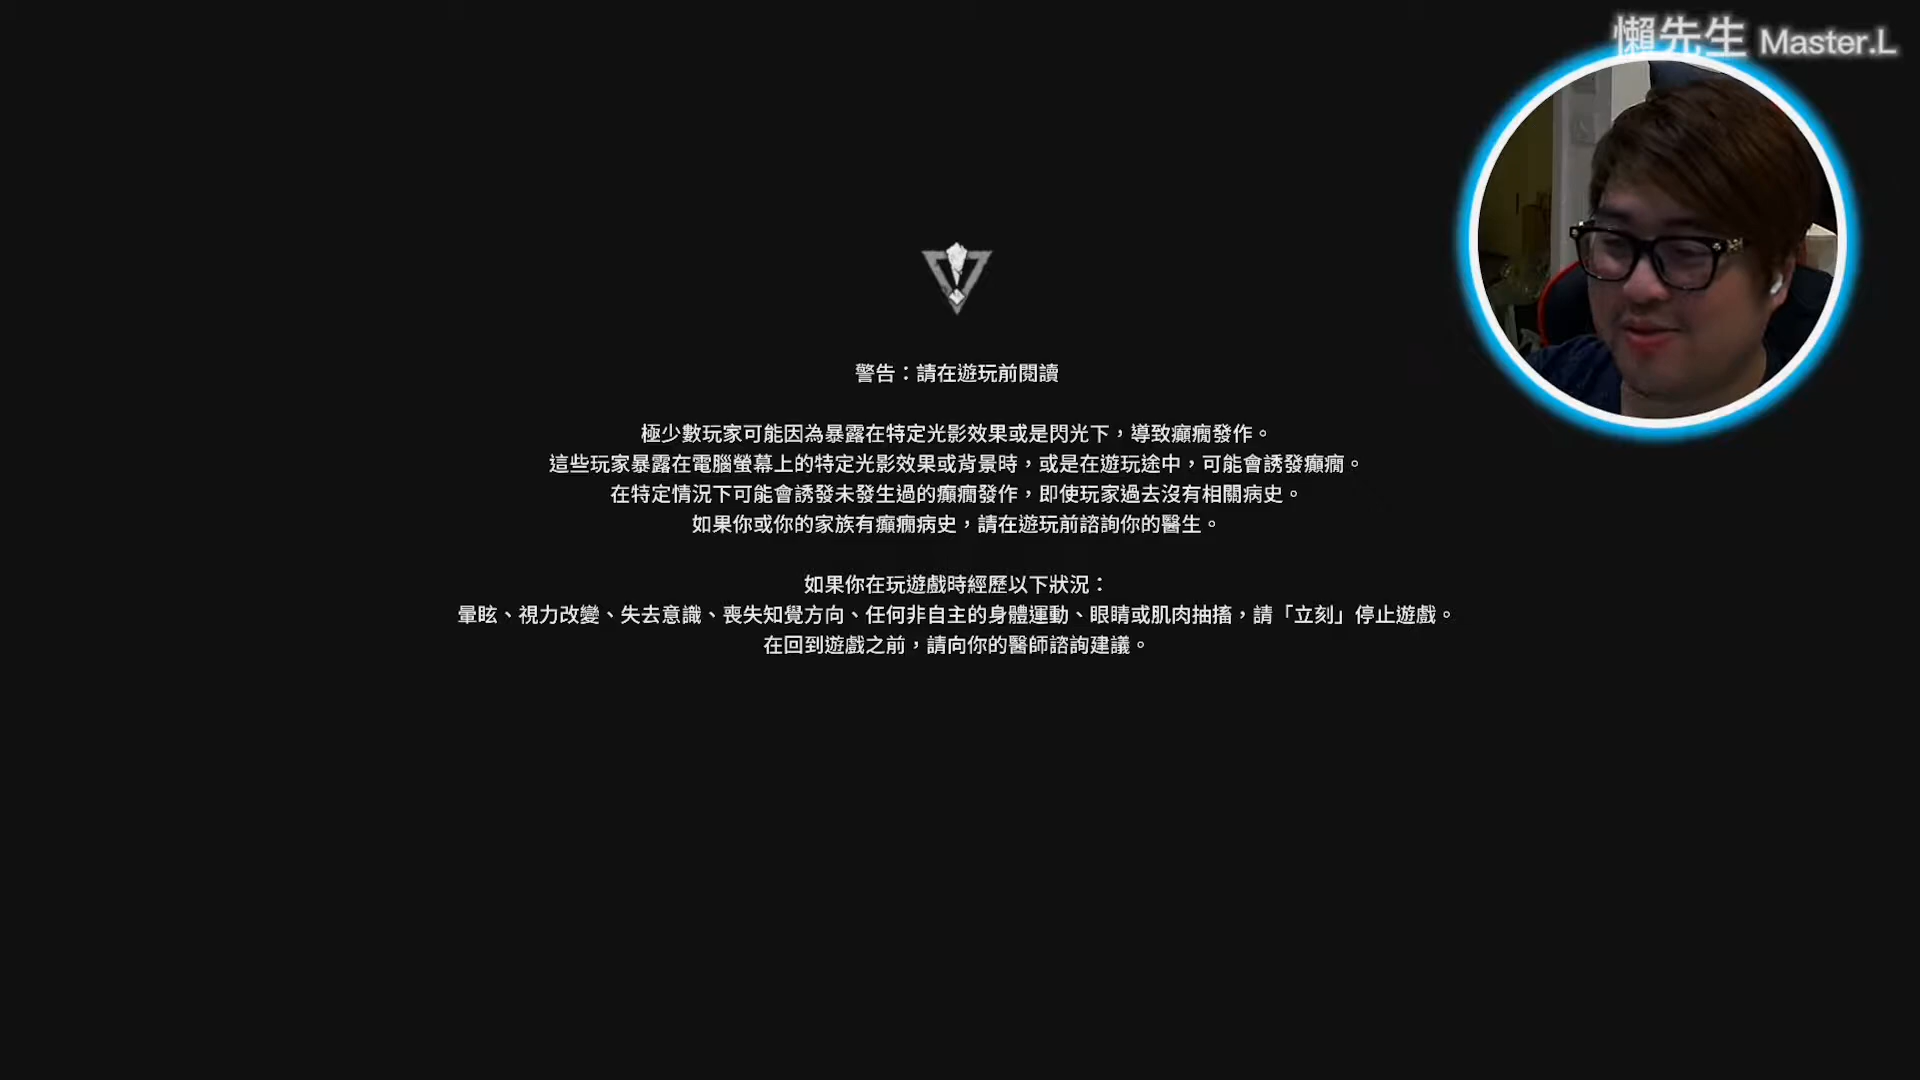 懶先生 Master.L
警告：請在遊玩前閱讀
極少數玩家可能因為暴露在特定光影效果或是閃光下，導致癲癇發作。
這些玩家暴露在電腦螢幕上的特定光影效果或背景時，或是在遊玩途中，可能會誘發癲癇。
在特定情況下可能會誘發未發生過的癲癇發作，即使玩家過去沒有相關病史。
如果你或你的家族有癲癇病史，請在遊玩前諮詢你的醫生。
如果你在玩遊戲時經歷以下狀況：
暈眩、視力改變、失去意識、喪失知覺方向、任何非自主的身體運動、眼睛或肌肉抽搐，請「立刻」停止遊戲。
在回到遊戲之前，請向你的醫師諮詢建議。